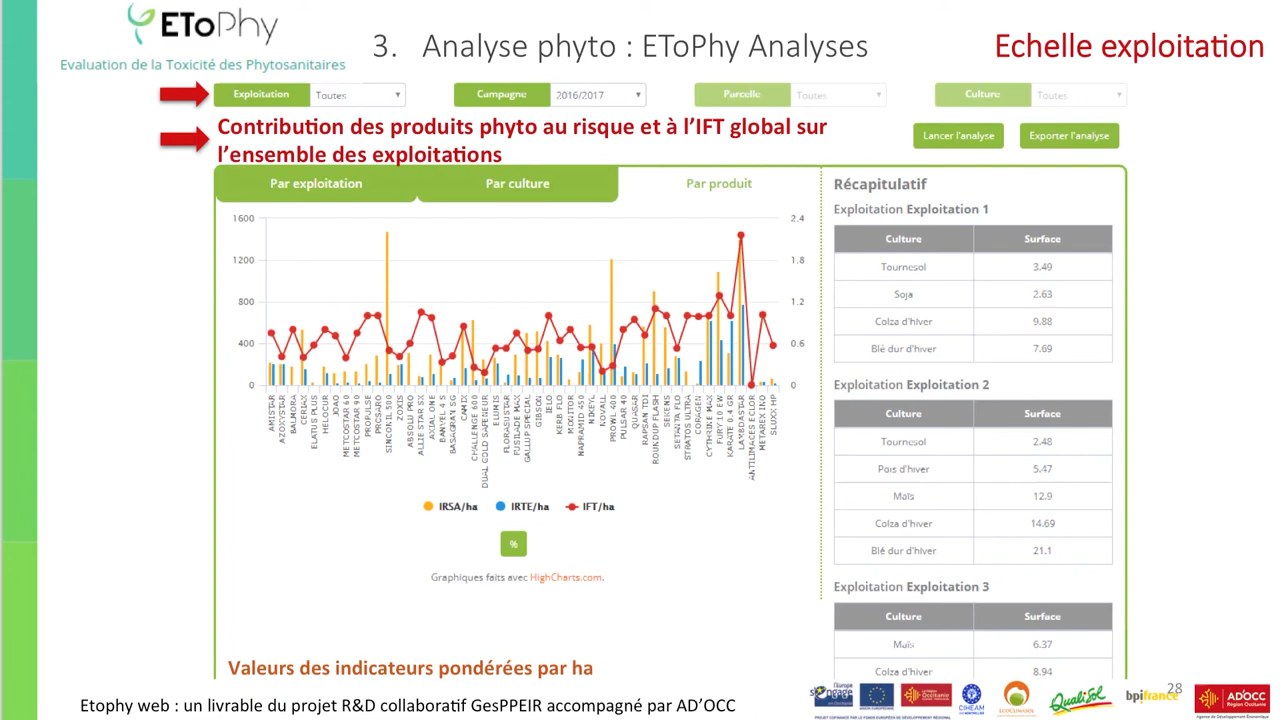 EToPhy
Evaluation de la Toxicité des Phytosanitaires
3. Analyse phyto : EToPhy Analyses
Echelle exploitation
Exploitation Toutes
Campagne 2016/2017
Parcelle Toutes
Culture Toutes
Contribution des produits phyto au risque et à l'IFT global sur
l'ensemble des exploitations
Lancer l'analyse
Exporter l'analyse
Par exploitation
Par culture
Par produit
1600
1200
800
400
0
2.4
1.8
1.2
0.6
0
AMISTAR
AZOXYSTAR
BALMORA
CERIAX
ELATUS PLUS
HELIOCUIVRE
JOAO
METCOSTAR 60
METCOSTAR 90
PROPULSE
PROSARO
SINCONIL 500
ZOXIS
ABSOLU PRO
ALLIE STAR SX
AXIAL ONE
BANVEL 4 S
BASAGRAN SG
CAMIX
CHALLENGE 600
DUAL GOLD SAFENEUR
ELUMIS
FLORASUSTAR
FUSILADE MAX
GALLUP SPECIAL
GIBSON
IELO
KERB FLO
MONITOR
NAPRAMID 450
NIKEYL
NOVALL
PROWL 400
PULSAR 40
QUASAR
RAPSAN TDI
ROUNDUP FLASH
SEKENS
SETANTA FLO
STRATOS ULTRA
CORAGEN
CYTHRINE MAX
FURY 10 EW
KARATE 0.4 GR
LAMBDASTAR
ANTILIMACES ECLOR
METAREX INO
SLUXX HP
IRSA/ha
IRTE/ha
IFT/ha
%
Graphiques faits avec HighCharts.com.
Récapitulatif
Exploitation Exploitation 1
Culture Surface
Tournesol 3.49
Soja 2.63
Colza d'hiver 9.88
Blé dur d'hiver 7.69
Exploitation Exploitation 2
Culture Surface
Tournesol 2.48
Pois d'hiver 5.47
Maïs 12.9
Colza d'hiver 14.69
Blé dur d'hiver 21.1
Exploitation Exploitation 3
Culture Surface
Maïs 6.37
Colza d'hiver 8.94
Valeurs des indicateurs pondérées par ha
Etophy web : un livrable du projet R&D collaboratif GesPPEIR accompagné par AD'OCC
l'Europe
s'engage
CIHEAM
QualiSol
bpifrance
28
AD'OCC
Région Occitanie